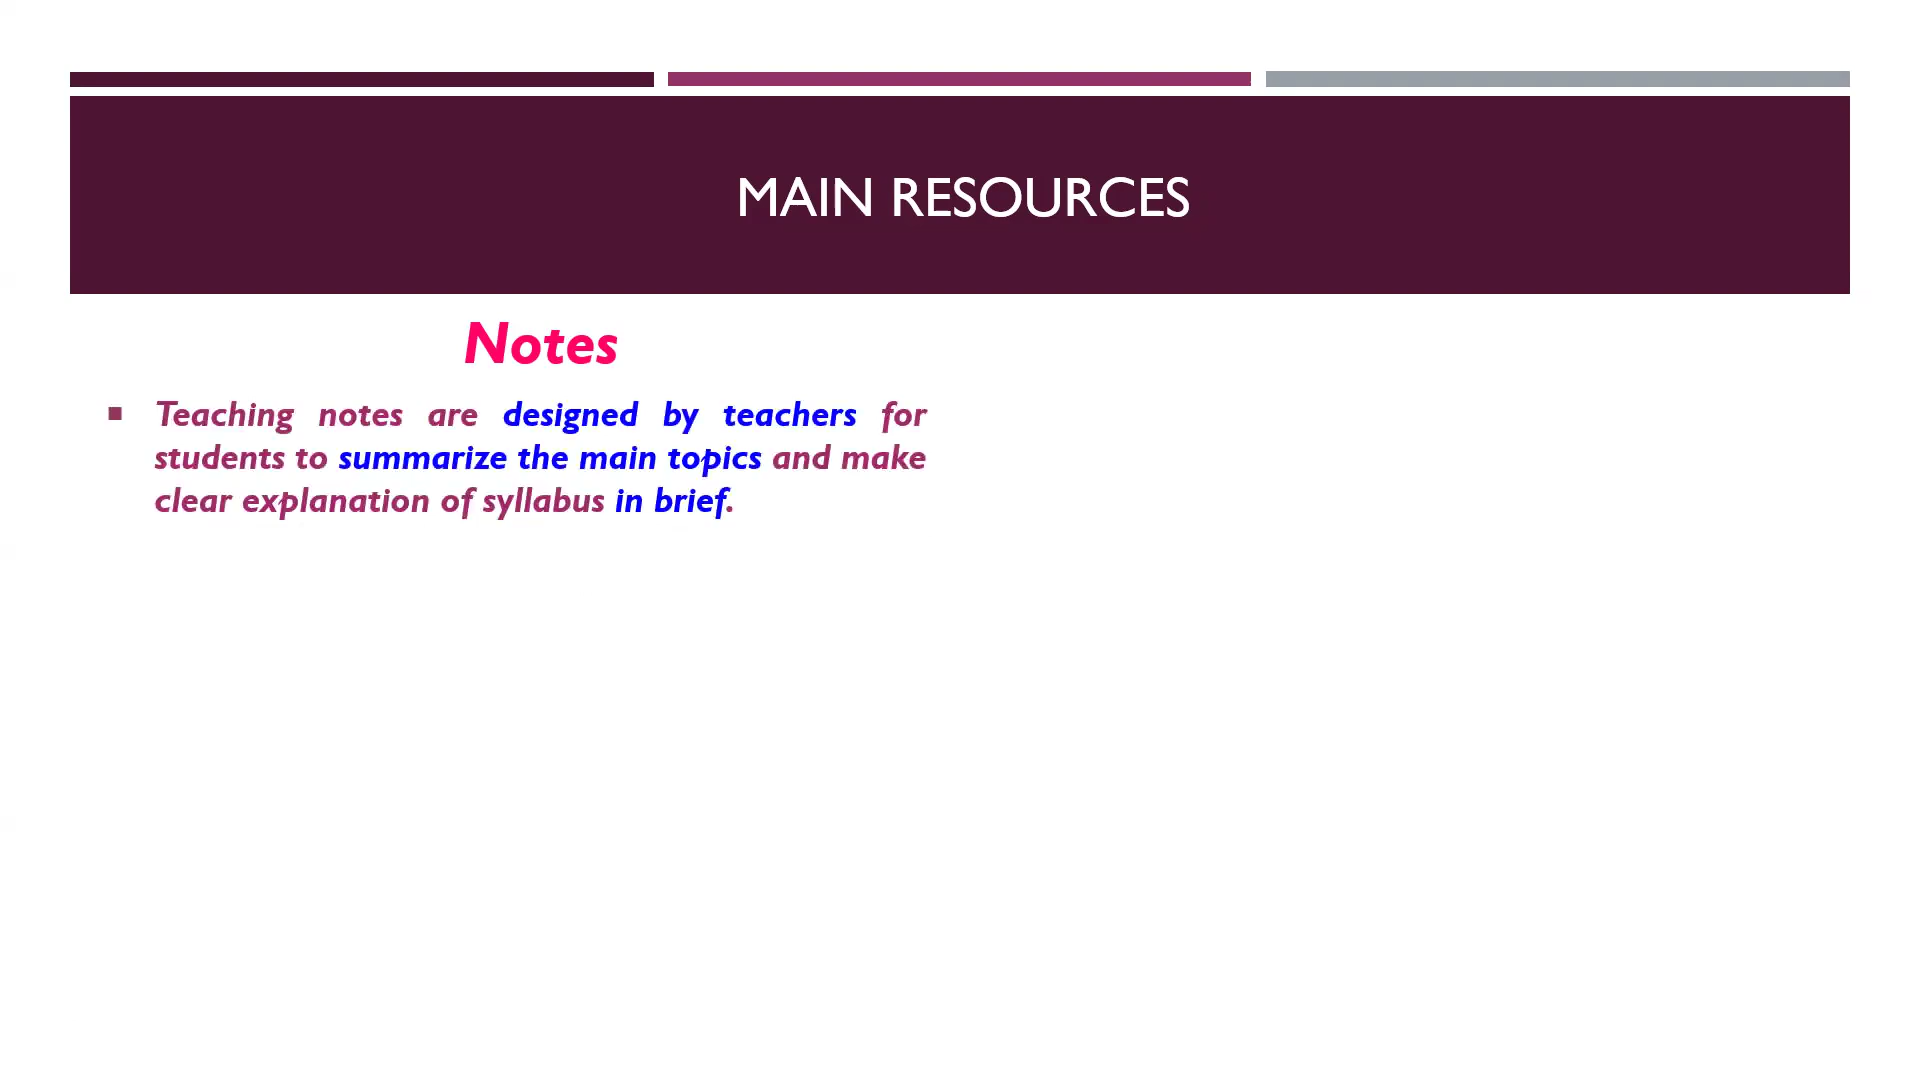 MAIN RESOURCES
Notes
▪ Teaching notes are designed by teachers for
students to summarize the main topics and make
clear explanation of syllabus in brief.